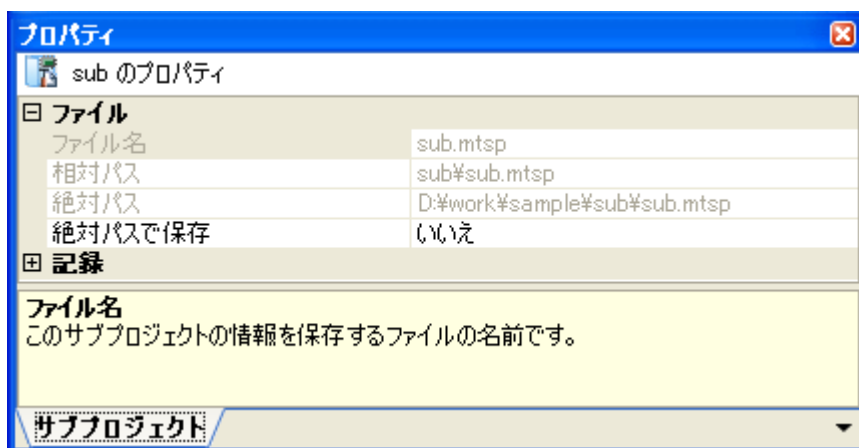 プロパティ
sub のプロパティ
ファイル
ファイル名 sub.mtsp
相対パス sub¥sub.mtsp
絶対パス D:¥work¥sample¥sub¥sub.mtsp
絶対パスで保存 いいえ
記録
ファイル名
このサブプロジェクトの情報を保存するファイルの名前です。
サブプロジェクト